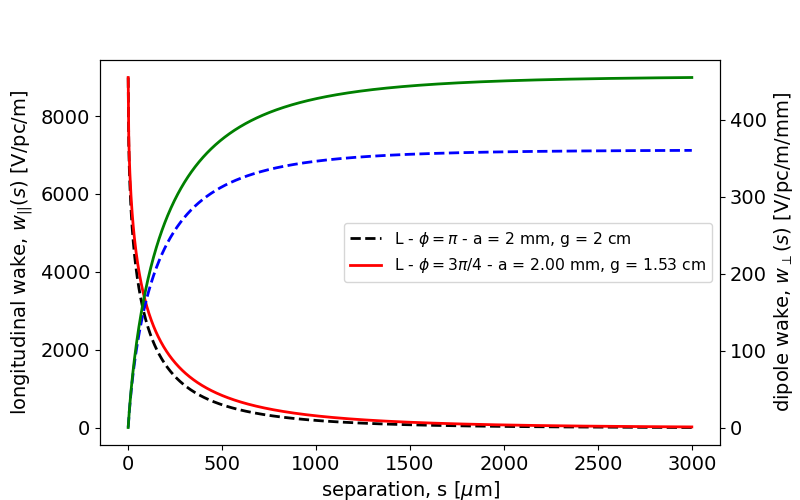 longitudinal wake, w||(s) [V/pc/m]
8000
6000
4000
2000
0
L - ϕ = π - a = 2 mm, g = 2 cm
L - ϕ = 3π/4 - a = 2.00 mm, g = 1.53 cm
400
300
200
100
0
dipole wake, w⊥(s) [V/pc/m/mm]
0 500 1000 1500 2000 2500 3000
separation, s [μm]